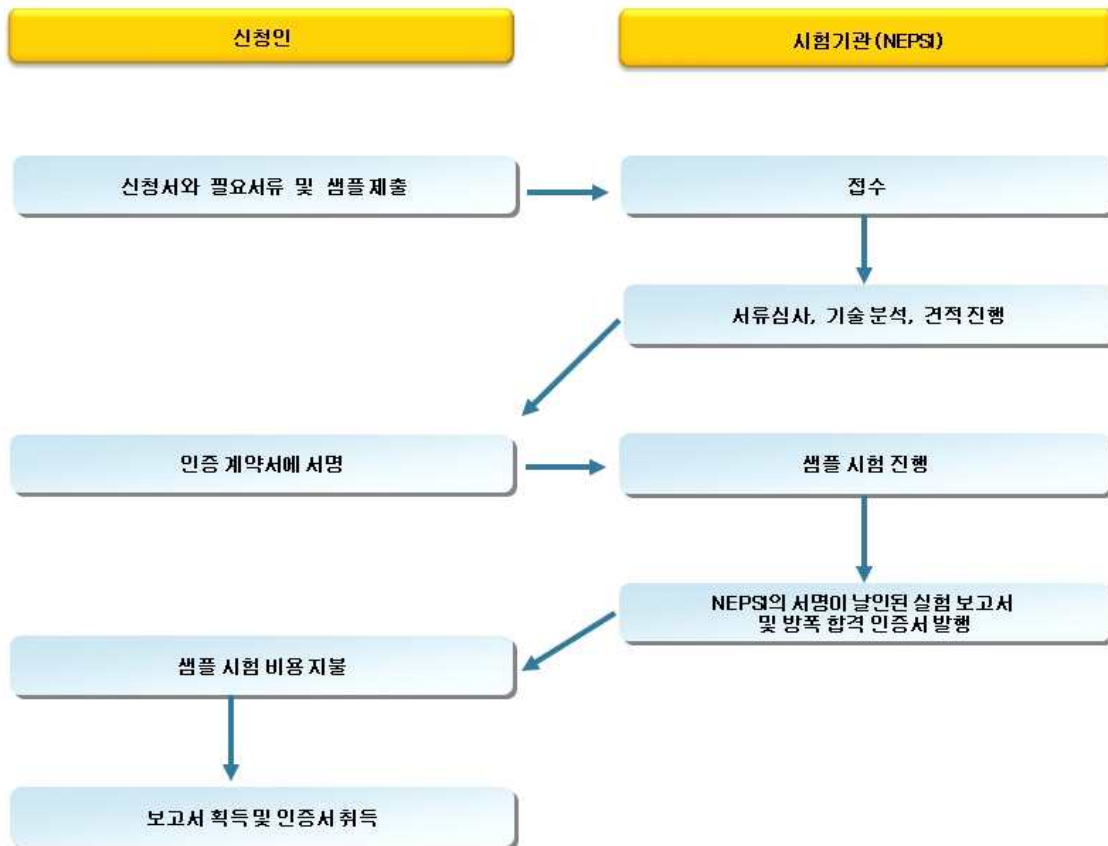 신청인
시험기관(NEPSI)
신청서와 필요서류 및 샘플 제출
접수
서류심사, 기술 분석, 견적 진행
인증 계약서에 서명
샘플 시험 진행
NEPSI의 서명이 날인된 실험 보고서
및 방폭 합격 인증서 발행
샘플 시험 비용 지불
보고서 획득 및 인증서 취득